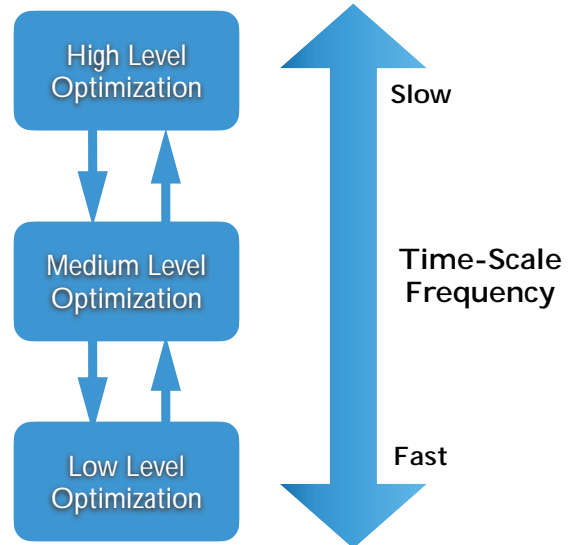 High Level
Optimization
Slow
Medium Level
Optimization
Time-Scale
Frequency
Low Level
Optimization
Fast